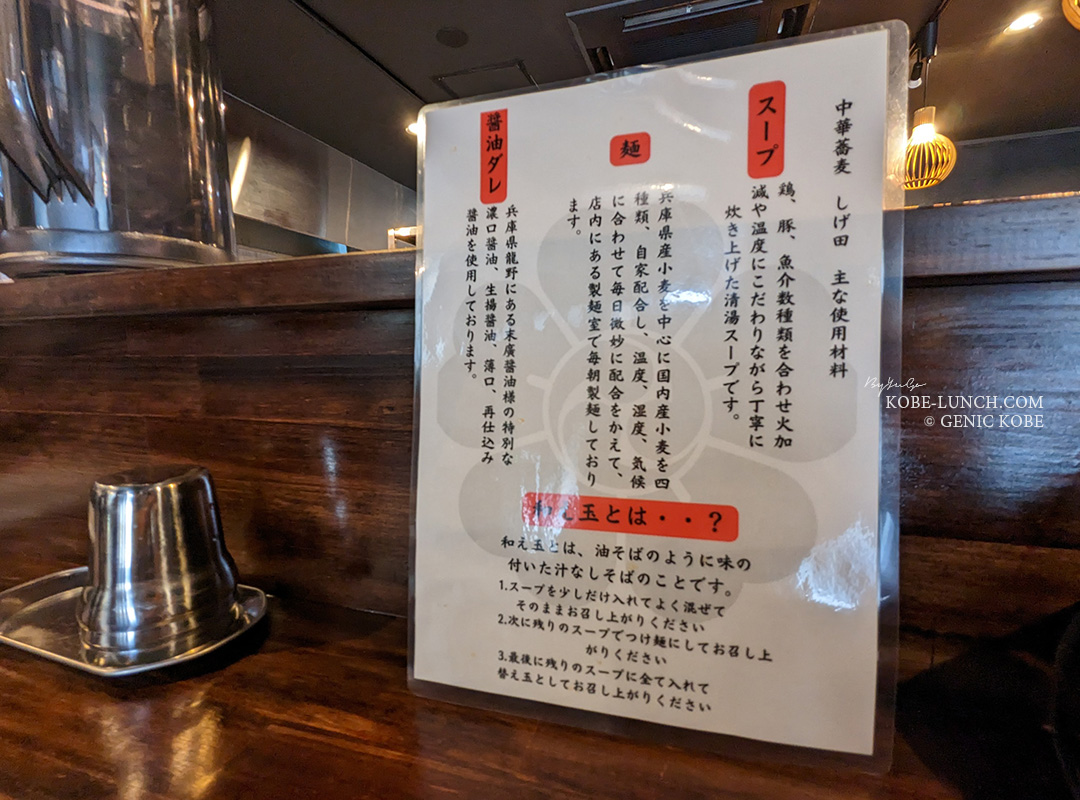 中華蕎麦　しげ田　主な使用材料
スープ
鶏、豚、魚介数種類を合わせ火加
減や温度にこだわりながら丁寧に
炊き上げた清湯スープです。
麺
兵庫県産小麦を中心に国内産小麦を四
種類、自家配合し、温度、湿度、気候
に合わせて毎日微妙に配合をかえて、
店内にある製麺室で毎朝製麺しており
ます。
醤油ダレ
兵庫県龍野にある末廣醤油様の特別な
濃口醤油、生揚醤油、薄口、再仕込み
醤油を使用しております。
和え玉とは・・？
和え玉とは、油そばのように味の
付いた汁なしそばのことです。
1.スープを少しだけ入れてよく混ぜて
そのままお召し上がりください
2.次に残りのスープでつけ麺にしてお召し上
がりください
3.最後に残りのスープに全て入れて
替え玉としてお召し上がりください
KOBE-LUNCH.COM
© GENIC KOBE